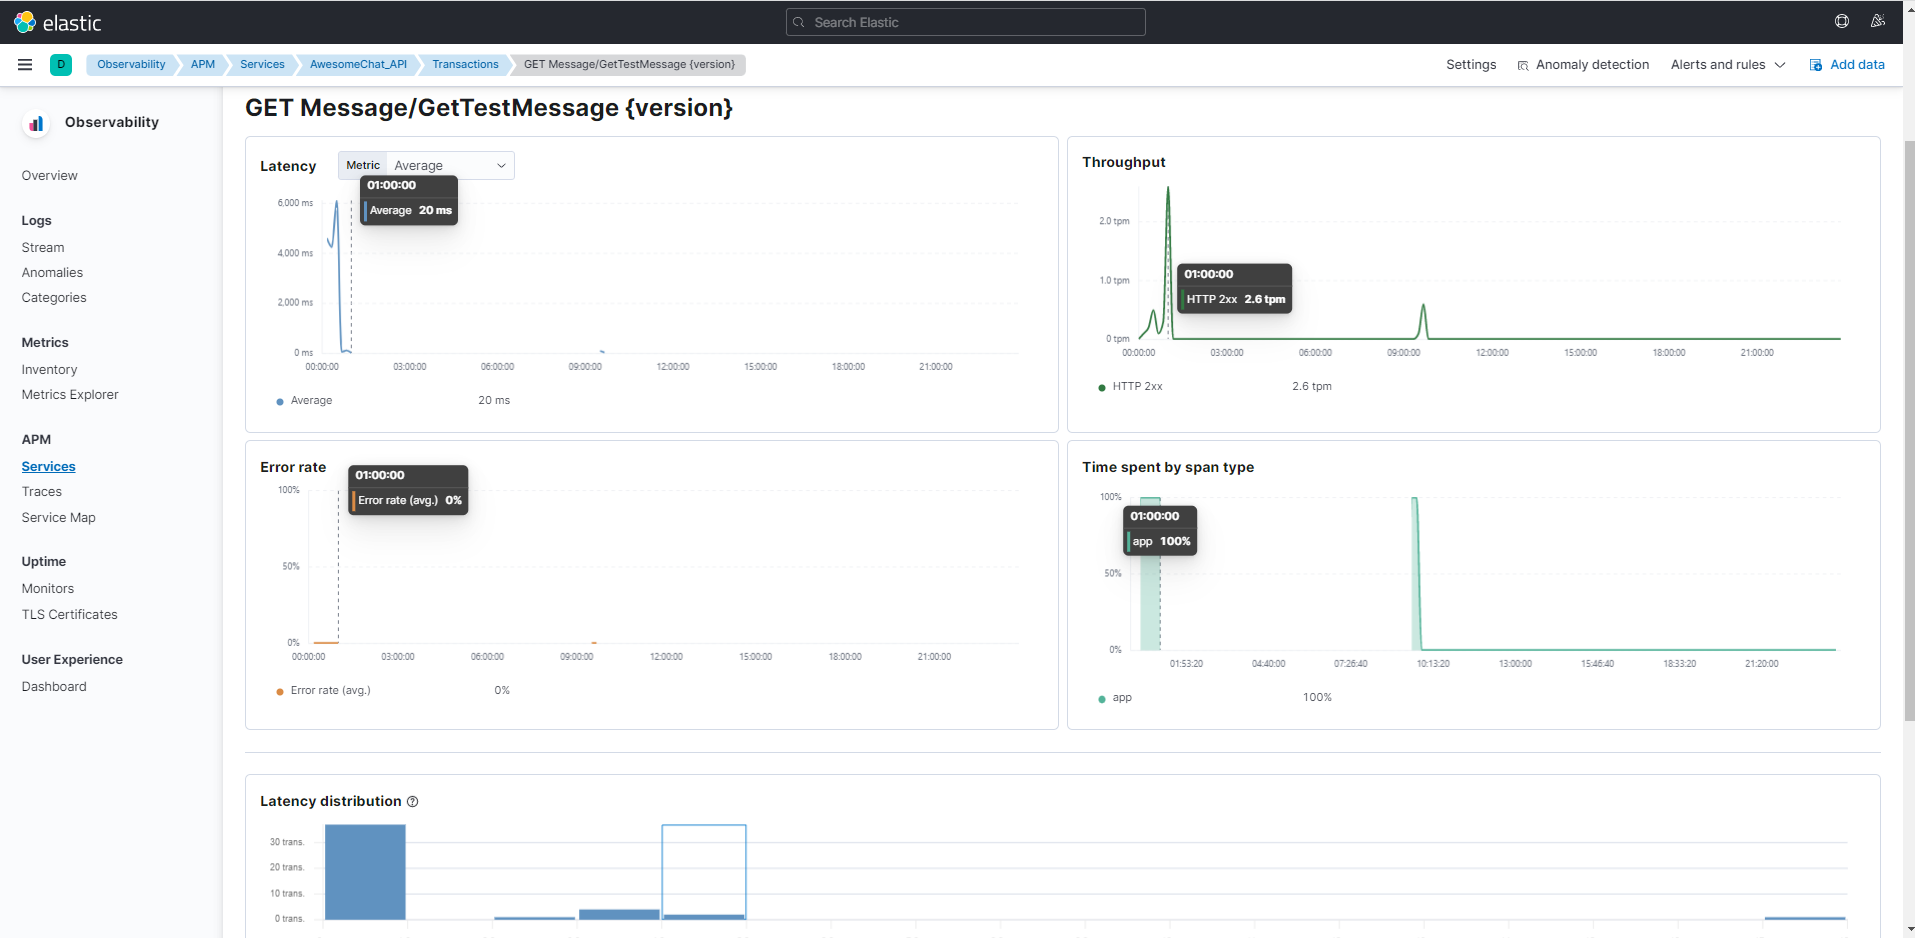 elastic
Search Elastic
D
Observability
APM
Services
AwesomeChat_API
Transactions
GET Message/GetTestMessage {version}
Settings
Anomaly detection
Alerts and rules
Add data
Observability
Overview
Logs
Stream
Anomalies
Categories
Metrics
Inventory
Metrics Explorer
APM
Services
Traces
Service Map
Uptime
Monitors
TLS Certificates
User Experience
Dashboard
GET Message/GetTestMessage {version}
Latency
Metric Average
01:00:00
Average 20 ms
6,000 ms
4,000 ms
2,000 ms
0 ms
00:00:00 03:00:00 06:00:00 09:00:00 12:00:00 15:00:00 18:00:00 21:00:00
Average 20 ms
Throughput
2.0 tpm
1.0 tpm
0 tpm
01:00:00
HTTP 2xx 2.6 tpm
00:00:00 03:00:00 06:00:00 09:00:00 12:00:00 15:00:00 18:00:00 21:00:00
HTTP 2xx 2.6 tpm
Error rate
01:00:00
Error rate (avg.) 0%
100%
50%
0%
00:00:00 03:00:00 06:00:00 09:00:00 12:00:00 15:00:00 18:00:00 21:00:00
Error rate (avg.) 0%
Time spent by span type
100%
50%
0%
01:00:00
app 100%
01:53:20 04:40:00 07:26:40 10:13:20 13:00:00 15:46:40 18:33:20 21:20:00
app 100%
Latency distribution
30 trans.
20 trans.
10 trans.
0 trans.